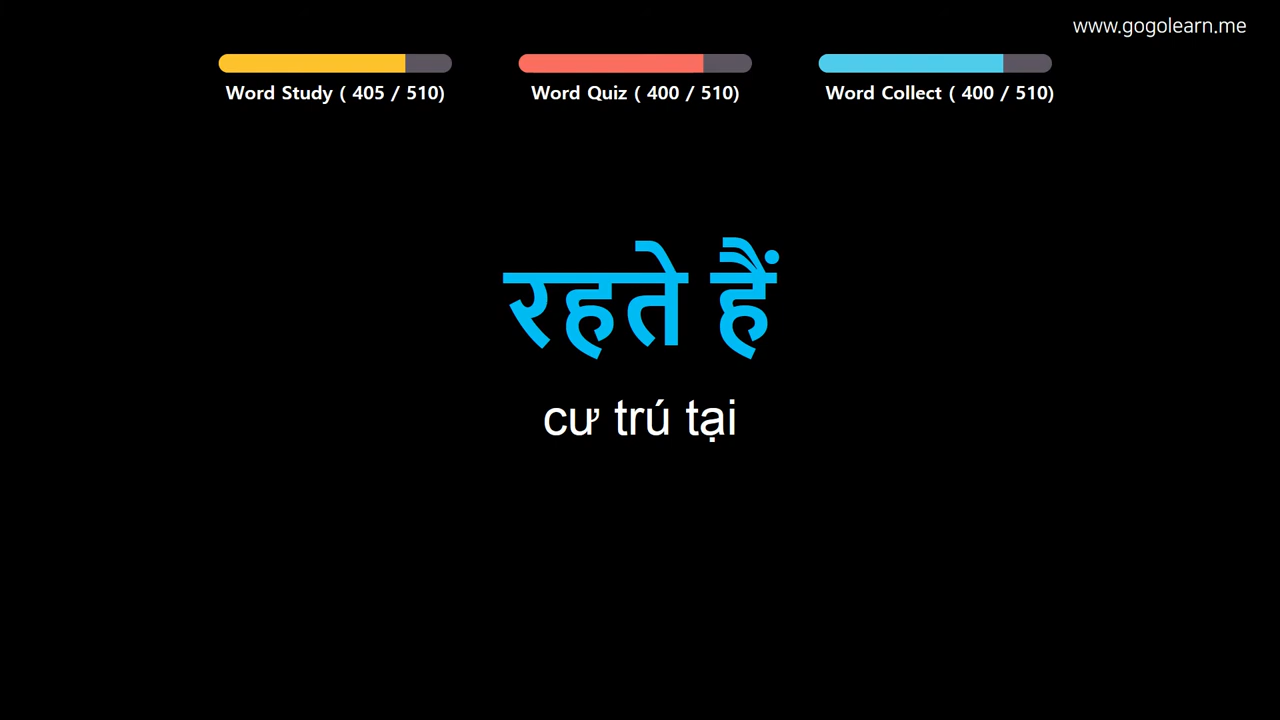 www.gogolearn.me
Word Study ( 405 / 510)
Word Quiz ( 400 / 510)
Word Collect ( 400 / 510)
रहते हैं
cư trú tại